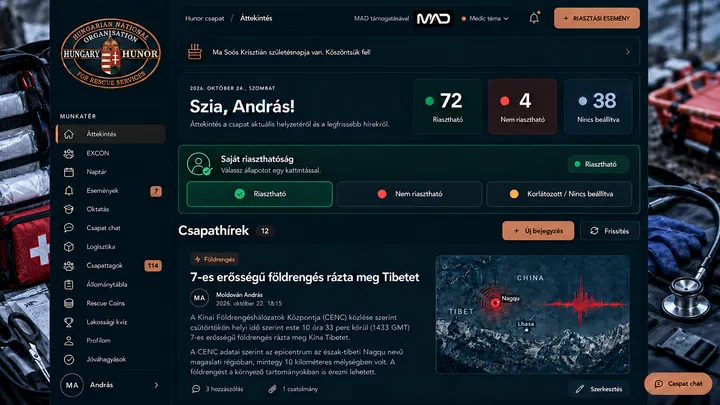 HUNGARIAN NATIONAL
ORGANISATION
HUNGARY HUNOR
FOR RESCUE SERVICES
MUNKATÉR
Áttekintés
EXCON
Naptár
Események 7
Oktatás
Csapat chat
Logisztika
Csapattagok 114
Állománytábla
Rescue Coins
Lakossági kvíz
Profilom
Jóváhagyások
MA András
Hunor csapat / Áttekintés
MAD támogatásával MAD
Medic téma
+ RIASZTÁSI ESEMÉNY
Ma Soós Krisztián születésnapja van. Köszöntsük fel!
2026. OKTÓBER 24., SZOMBAT
Szia, András!
Áttekintés a csapat aktuális helyzetéről és a legfrissebb hírekről.
72
Riasztható
4
Nem riasztható
38
Nincs beállítva
Saját riaszthatóság
Válassz állapotot egy kattintással.
Riasztható
Riasztható
Nem riasztható
Korlátozott / Nincs beállítva
Csapathírek 12
+ Új bejegyzés
Frissítés
Földrengés
7-es erősségű földrengés rázta meg Tibetet
MA Moldován András
2026. október 22. 18:15
A Kínai Földrengéshálózatok Központja (CENC) közlése szerint
csütörtökön helyi idő szerint este 10 óra 33 perc körül (1433 GMT)
7-es erősségű földrengés rázta meg Kína Tibetet.
A CENC adatai szerint az epicentrum az észak-tibeti Nagqu nevű
magaslati régióban, mintegy 10 kilométeres mélységben volt. A
földrengést a környező tartományokban is érezni lehetett.
3 hozzászólás
1 csatolmány
CHINA
TIBET
Nagqu
Lhasa
Szerkesztés
Csapat chat